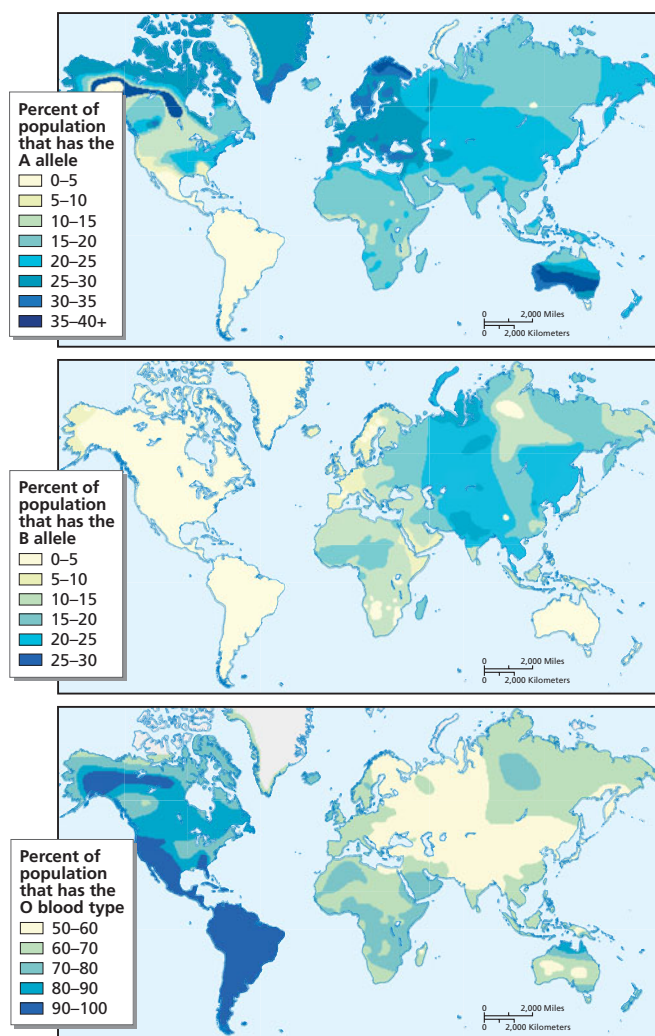 Percent of
population
that has the
A allele
0–5
5–10
10–15
15–20
20–25
25–30
30–35
35–40+
0 2,000 Miles
0 2,000 Kilometers
Percent of
population
that has the
B allele
0–5
5–10
10–15
15–20
20–25
25–30
0 2,000 Miles
0 2,000 Kilometers
Percent of
population
that has the
O blood type
50–60
60–70
70–80
80–90
90–100
0 2,000 Miles
0 2,000 Kilometers